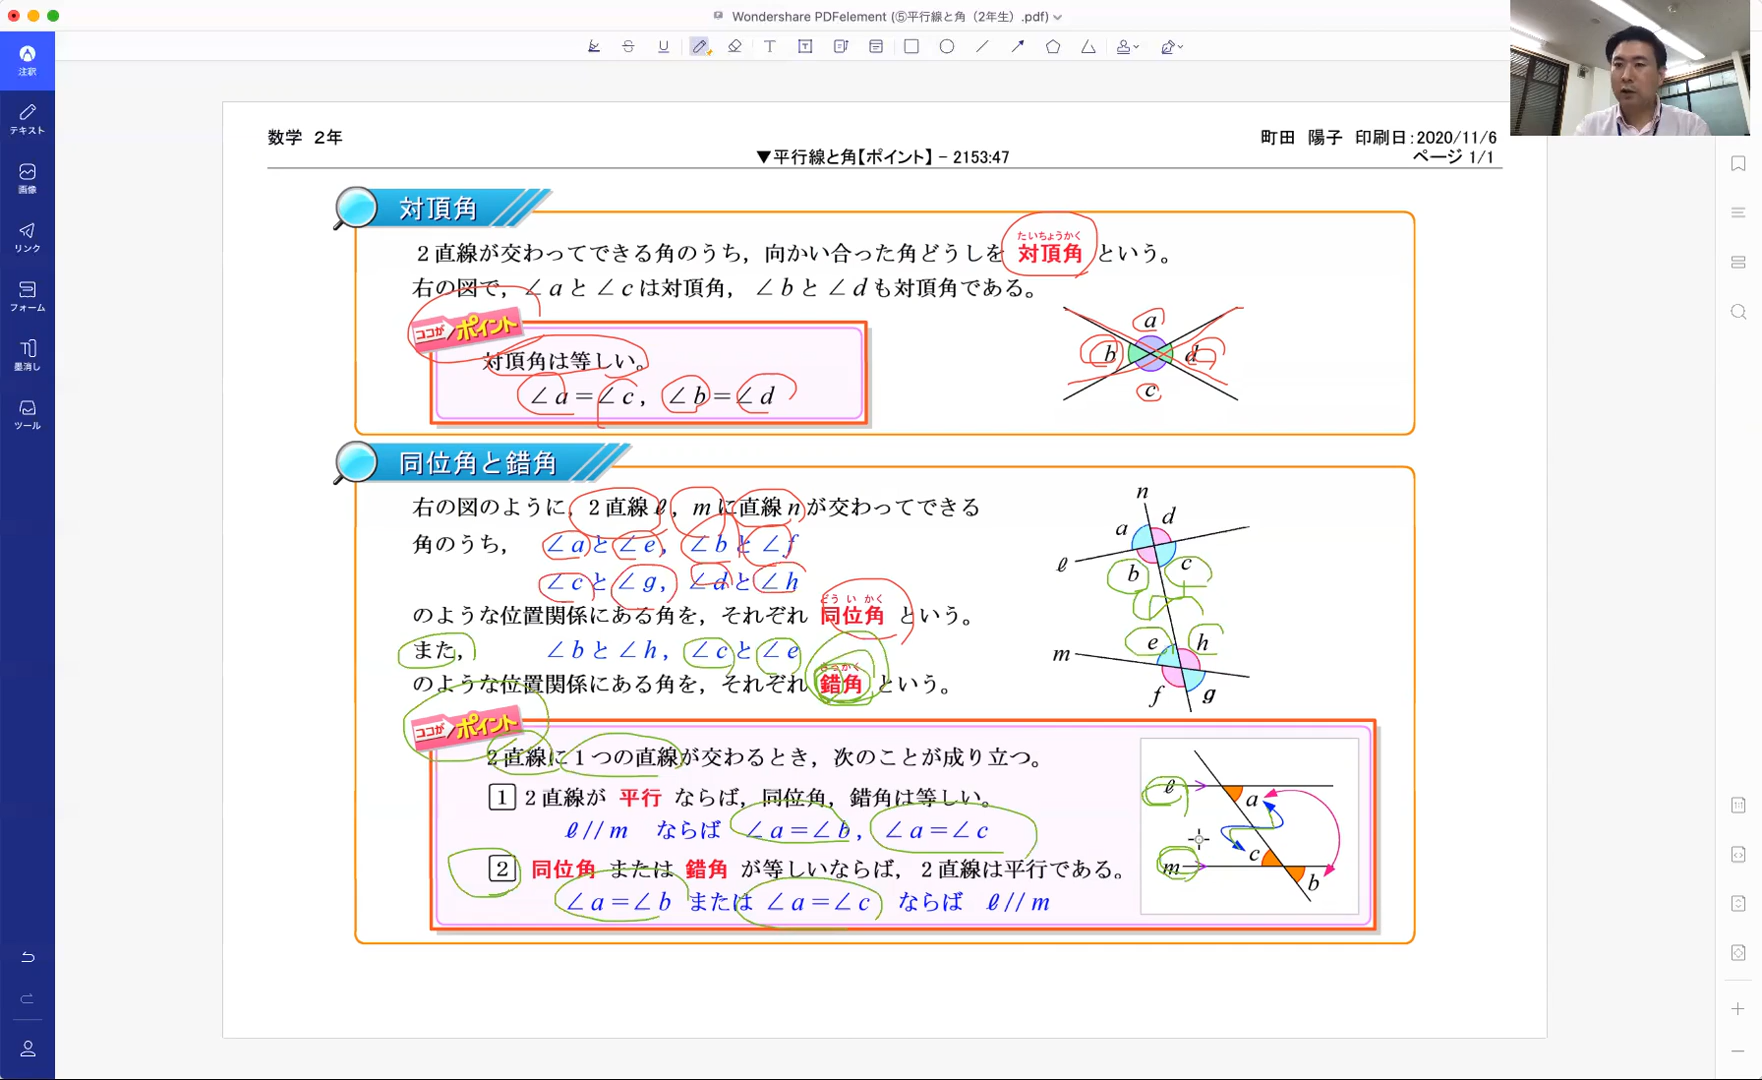 Wondershare PDFelement (⑤平行線と角（2年生）.pdf)
注釈
テキスト
画像
リンク
フォーム
墨消し
ツール
数学 2年
町田 陽子 印刷日：2020/11/6
▼平行線と角【ポイント】 – 2153:47
ページ 1/1
対頂角
たいちょうかく
2直線が交わってできる角のうち，向かい合った角どうしを 対頂角 という。
右の図で，∠a と ∠c は対頂角，∠b と ∠d も対頂角である。
ココが ポイント
対頂角は等しい。
∠a＝∠c，∠b＝∠d
a
b
d
c
同位角と錯角
右の図のように，2直線 ℓ，m に直線 n が交わってできる
角のうち， ∠a と ∠e，∠b と ∠f
∠c と ∠g，∠d と ∠h
どういかく
のような位置関係にある角を，それぞれ 同位角 という。
また， ∠b と ∠h，∠c と ∠e
さっかく
のような位置関係にある角を，それぞれ 錯角 という。
n
a
d
ℓ
b
c
e
h
m
f
g
ココが ポイント
2直線に1つの直線が交わるとき，次のことが成り立つ。
1 2直線が 平行 ならば，同位角，錯角は等しい。
ℓ//m ならば ∠a＝∠b，∠a＝∠c
2 同位角 または 錯角 が等しいならば，2直線は平行である。
∠a＝∠b または ∠a＝∠c ならば ℓ//m
ℓ
a
m
c
b